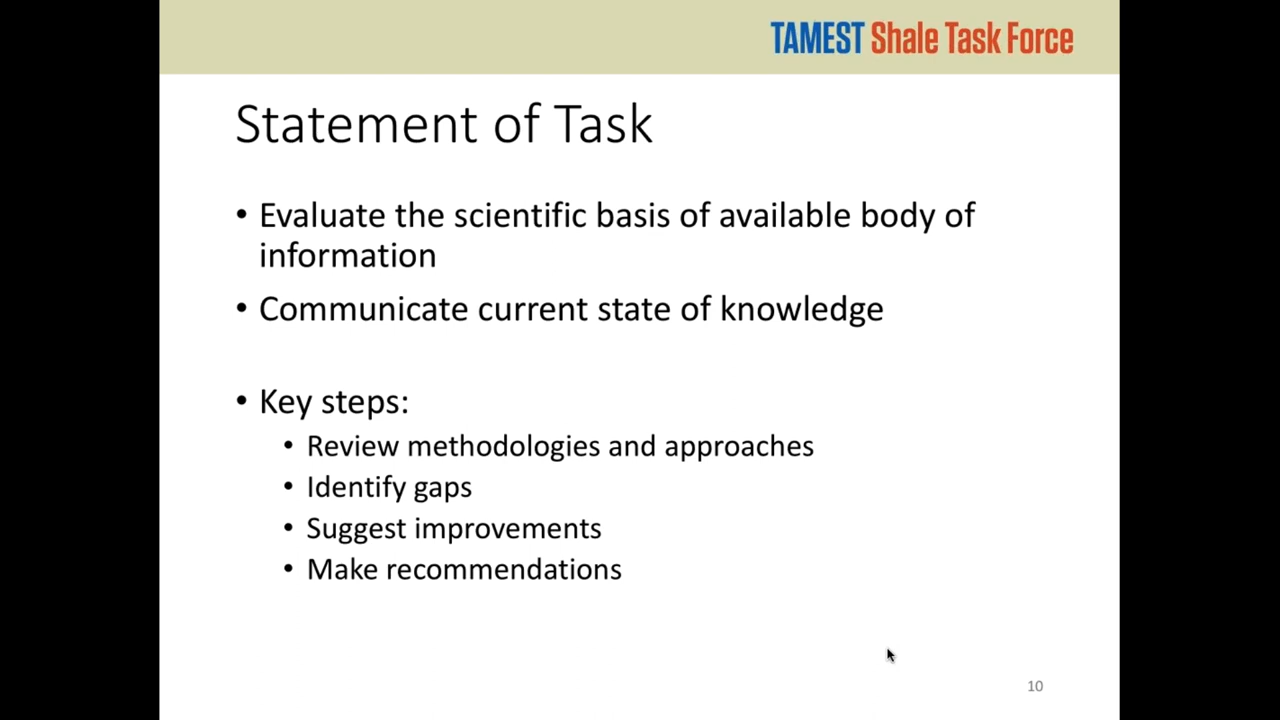 TAMEST Shale Task Force
Statement of Task
• Evaluate the scientific basis of available body of
information
• Communicate current state of knowledge
• Key steps:
• Review methodologies and approaches
• Identify gaps
• Suggest improvements
• Make recommendations
10